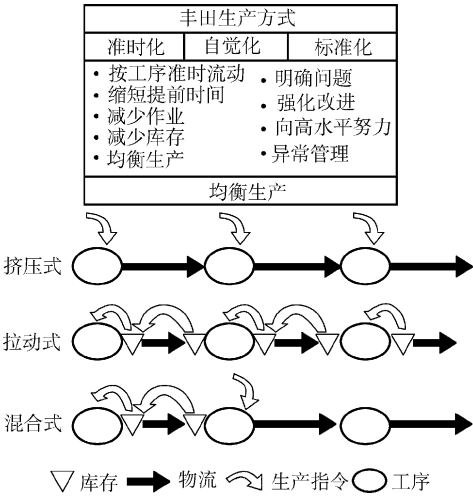 丰田生产方式
准时化 自觉化 标准化
• 按工序准时流动
• 缩短提前时间
• 减少作业
• 减少库存
• 均衡生产
• 明确问题
• 强化改进
• 向高水平努力
• 异常管理
均衡生产
挤压式
拉动式
混合式
库存 物流 生产指令 工序